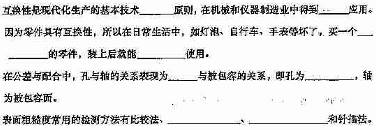 互换性是现代化生产的基本技术______原则,在机械和仪器制造业中得到______应用。
因为零件具有互换性,所以在日常生活中,如灯泡、自行车、手表等坏了,买一个______
______的零件,装上后就能________使用。
在公差与配合中,孔与轴的关系表现为______与被包容的关系,即孔为________,轴
为被包容面。
表面粗糙度常用的检测方法有比较法、________、________和针描法。